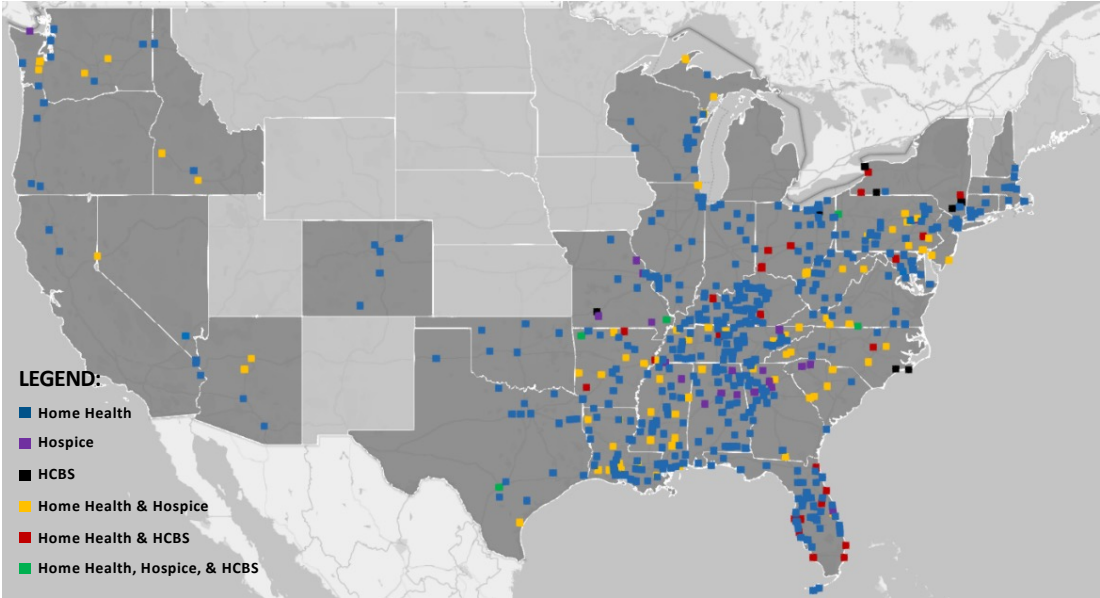 LEGEND:
Home Health
Hospice
HCBS
Home Health & Hospice
Home Health & HCBS
Home Health, Hospice, & HCBS